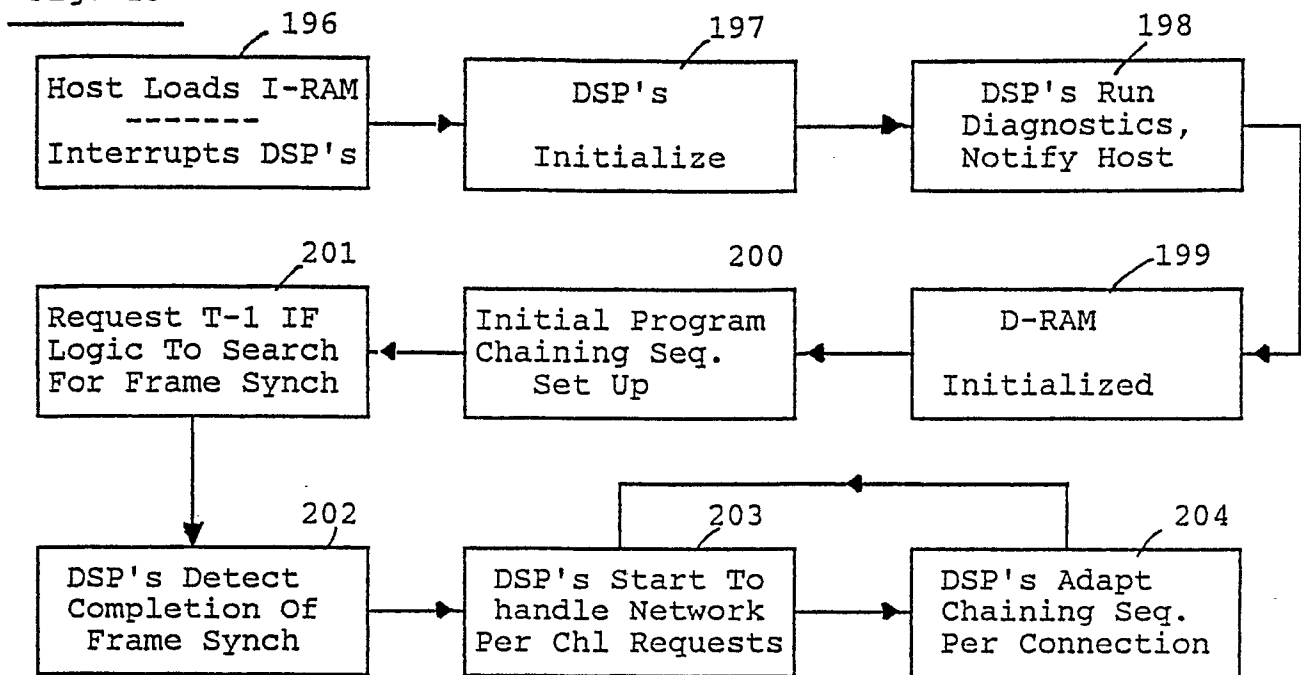 196
197
198
Host Loads I-RAM
-------
Interrupts DSP's
DSP's
Initialize
DSP's Run
Diagnostics,
Notify Host
201
200
199
Request T-1 IF
Logic To Search
For Frame Synch
Initial Program
Chaining Seq.
Set Up
D-RAM
Initialized
202
203
204
DSP's Detect
Completion Of
Frame Synch
DSP's Start To
handle Network
Per Chl Requests
DSP's Adapt
Chaining Seq.
Per Connection